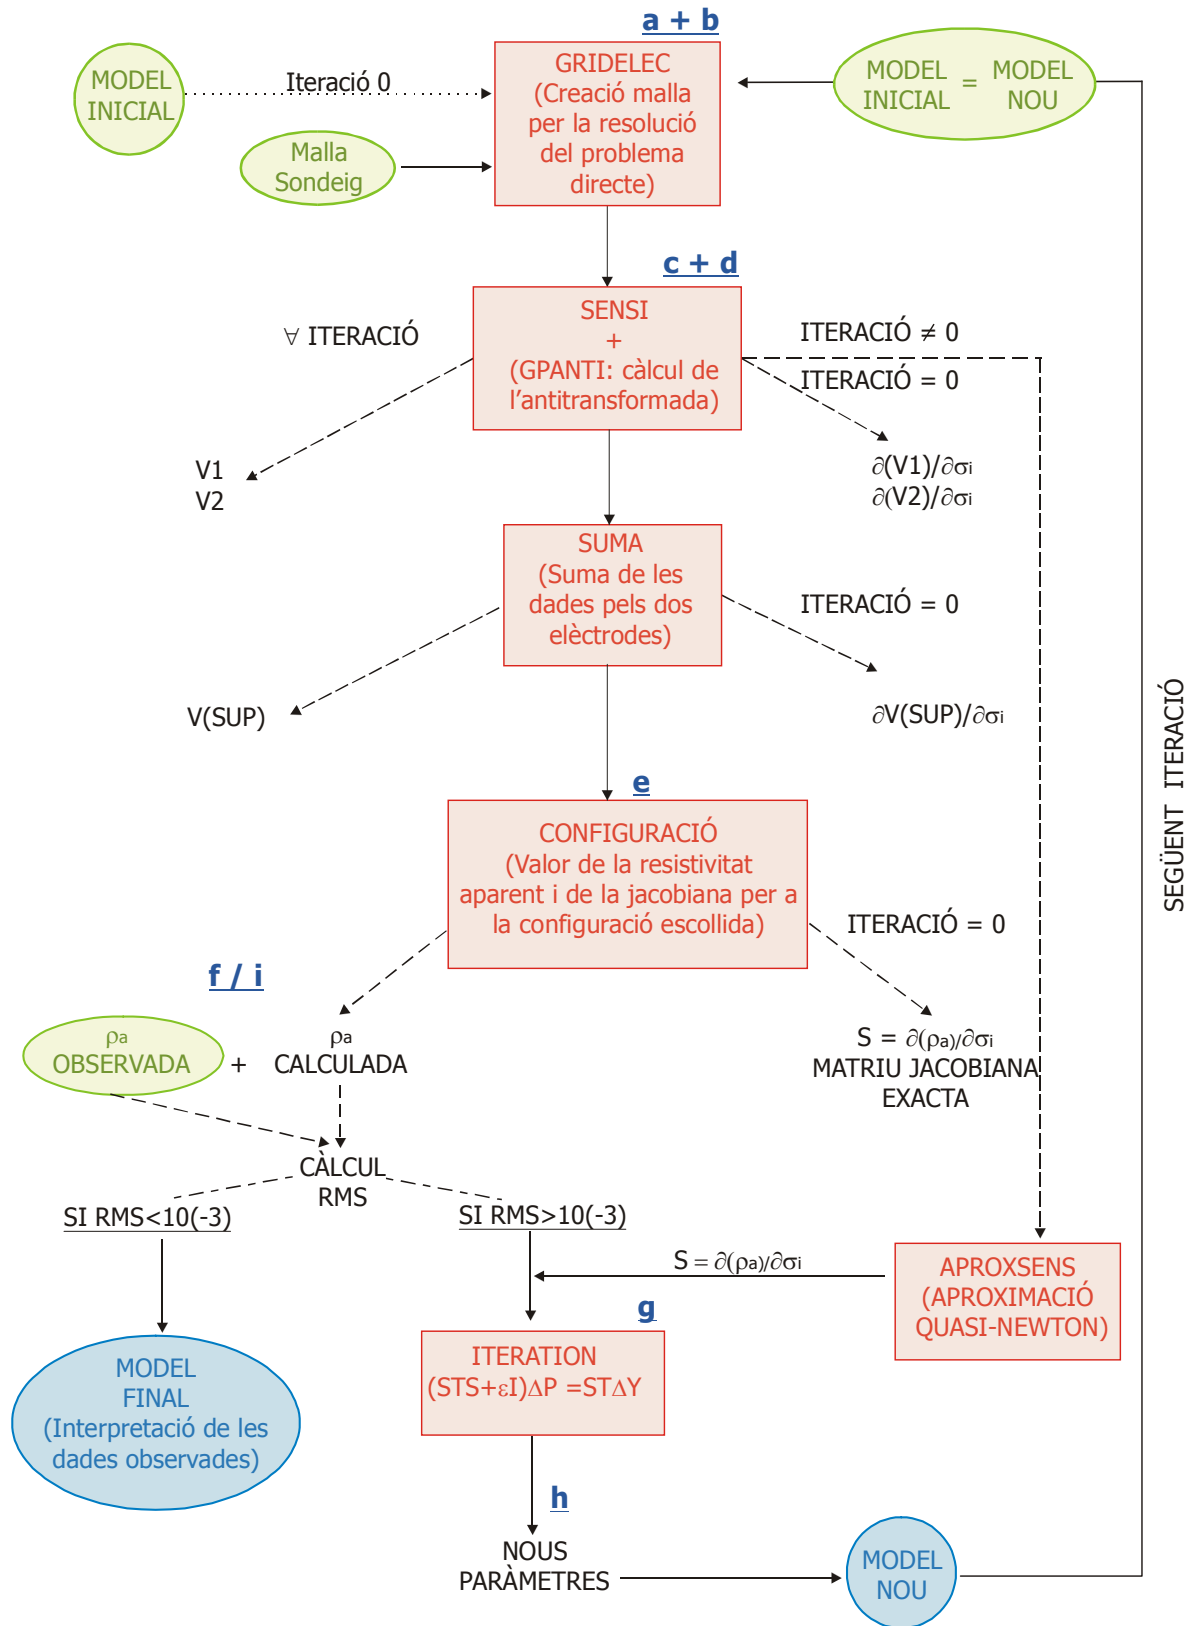 a + b
MODEL
INICIAL
Iteració 0
GRIDELEC
(Creació malla
per la resolució
del problema
directe)
MODEL
INICIAL
=
MODEL
NOU
Malla
Sondeig
c + d
SENSI
+
(GPANTI: càlcul de
l'antitransformada)
∀ ITERACIÓ
ITERACIÓ ≠ 0
ITERACIÓ = 0
V1
V2
∂(V1)/∂σi
∂(V2)/∂σi
SUMA
(Suma de les
dades pels dos
elèctrodes)
ITERACIÓ = 0
V(SUP)
∂V(SUP)/∂σi
SEGÜENT ITERACIÓ
e
CONFIGURACIÓ
(Valor de la resistivitat
aparent i de la jacobiana per a
la configuració escollida)
ITERACIÓ = 0
f / i
ρa
OBSERVADA
+
ρa
CALCULADA
S = ∂(ρa)/∂σi
MATRIU JACOBIANA
EXACTA
CÀLCUL
RMS
SI RMS<10(-3)
SI RMS>10(-3)
S = ∂(ρa)/∂σi
APROXSENS
(APROXIMACIÓ
QUASI-NEWTON)
g
ITERATION
(STS+εI)ΔP =STΔY
MODEL
FINAL
(Interpretació de les
dades observades)
h
NOUS
PARÀMETRES
MODEL
NOU